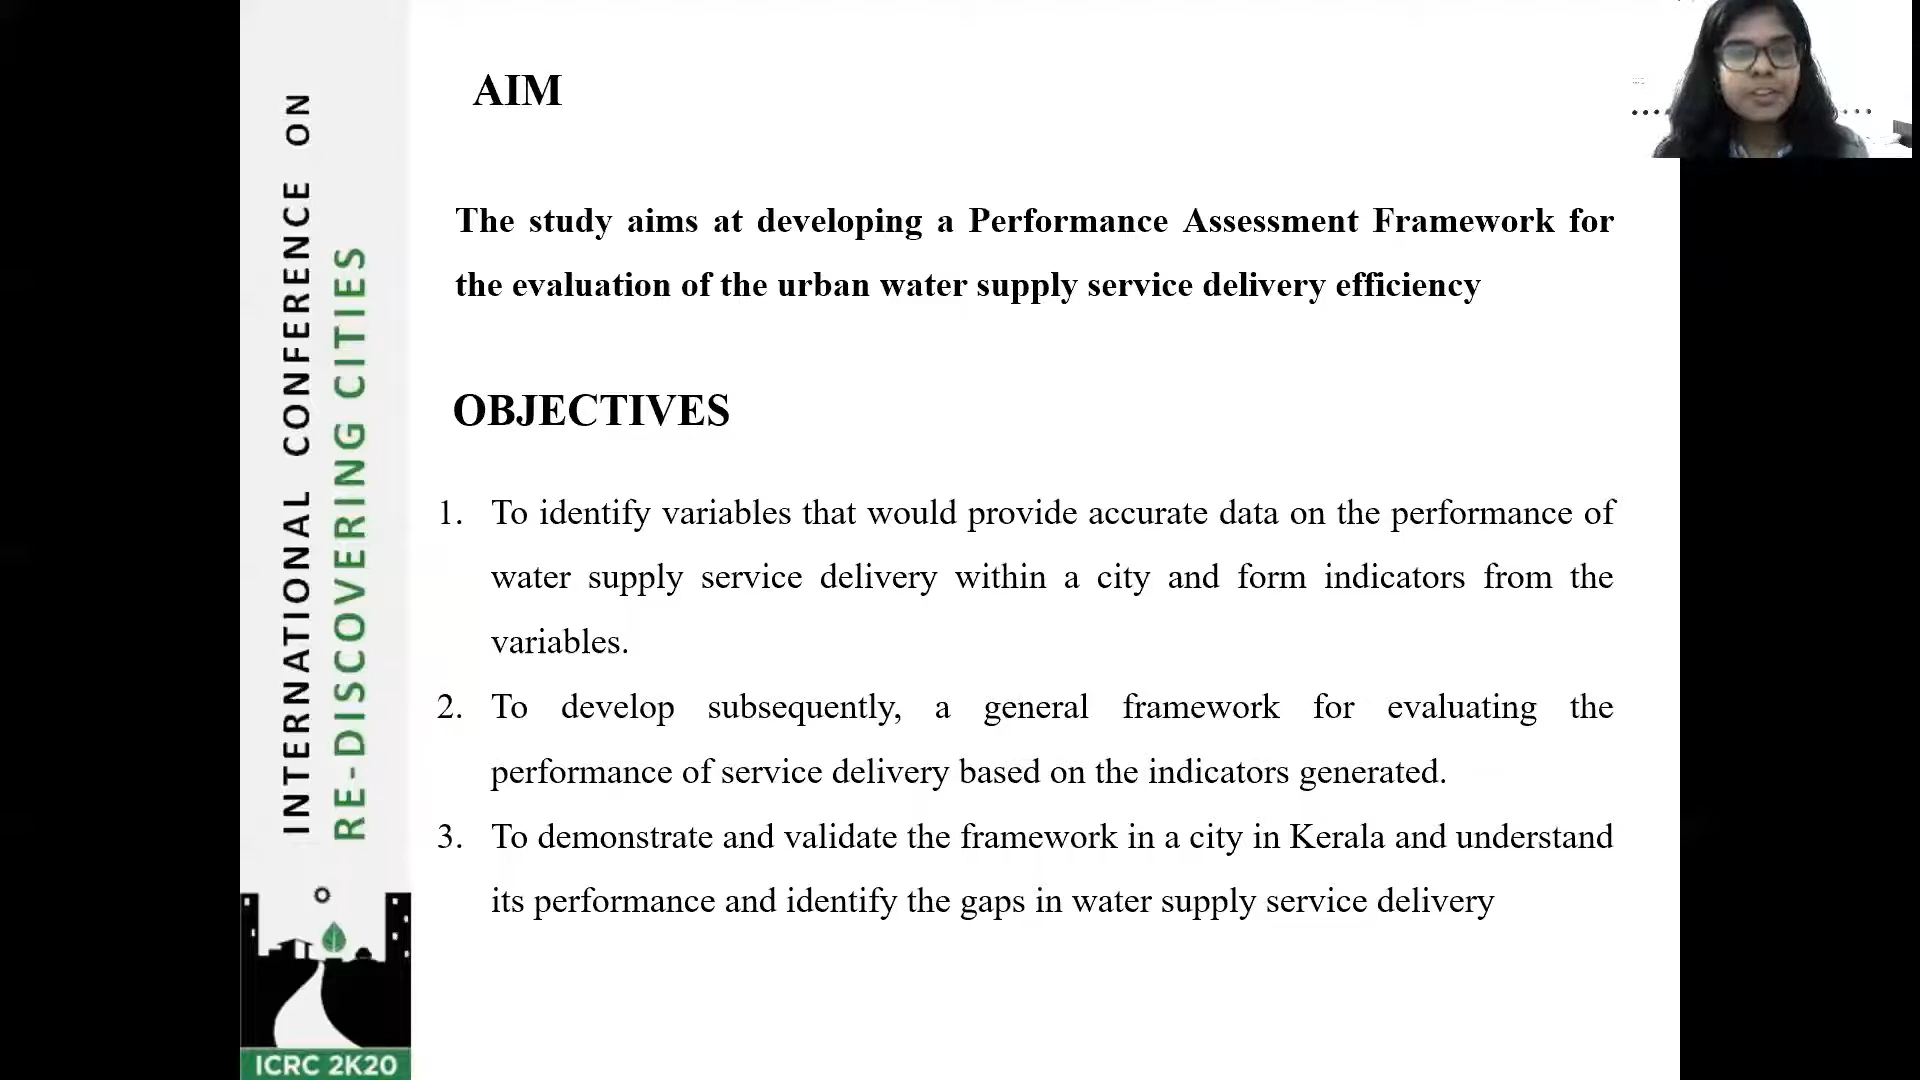 INTERNATIONAL CONFERENCE ON
RE-DISCOVERING CITIES
ICRC 2K20
AIM
The study aims at developing a Performance Assessment Framework for
the evaluation of the urban water supply service delivery efficiency
OBJECTIVES
1. To identify variables that would provide accurate data on the performance of
water supply service delivery within a city and form indicators from the
variables.
2. To develop subsequently, a general framework for evaluating the
performance of service delivery based on the indicators generated.
3. To demonstrate and validate the framework in a city in Kerala and understand
its performance and identify the gaps in water supply service delivery